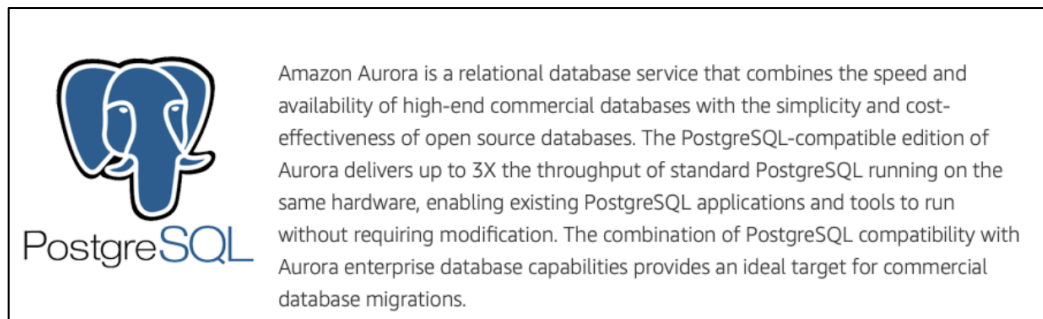 Amazon Aurora is a relational database service that combines the speed and
availability of high-end commercial databases with the simplicity and cost-
effectiveness of open source databases. The PostgreSQL-compatible edition of
Aurora delivers up to 3X the throughput of standard PostgreSQL running on the
same hardware, enabling existing PostgreSQL applications and tools to run
without requiring modification. The combination of PostgreSQL compatibility with
Aurora enterprise database capabilities provides an ideal target for commercial
database migrations.
PostgreSQL